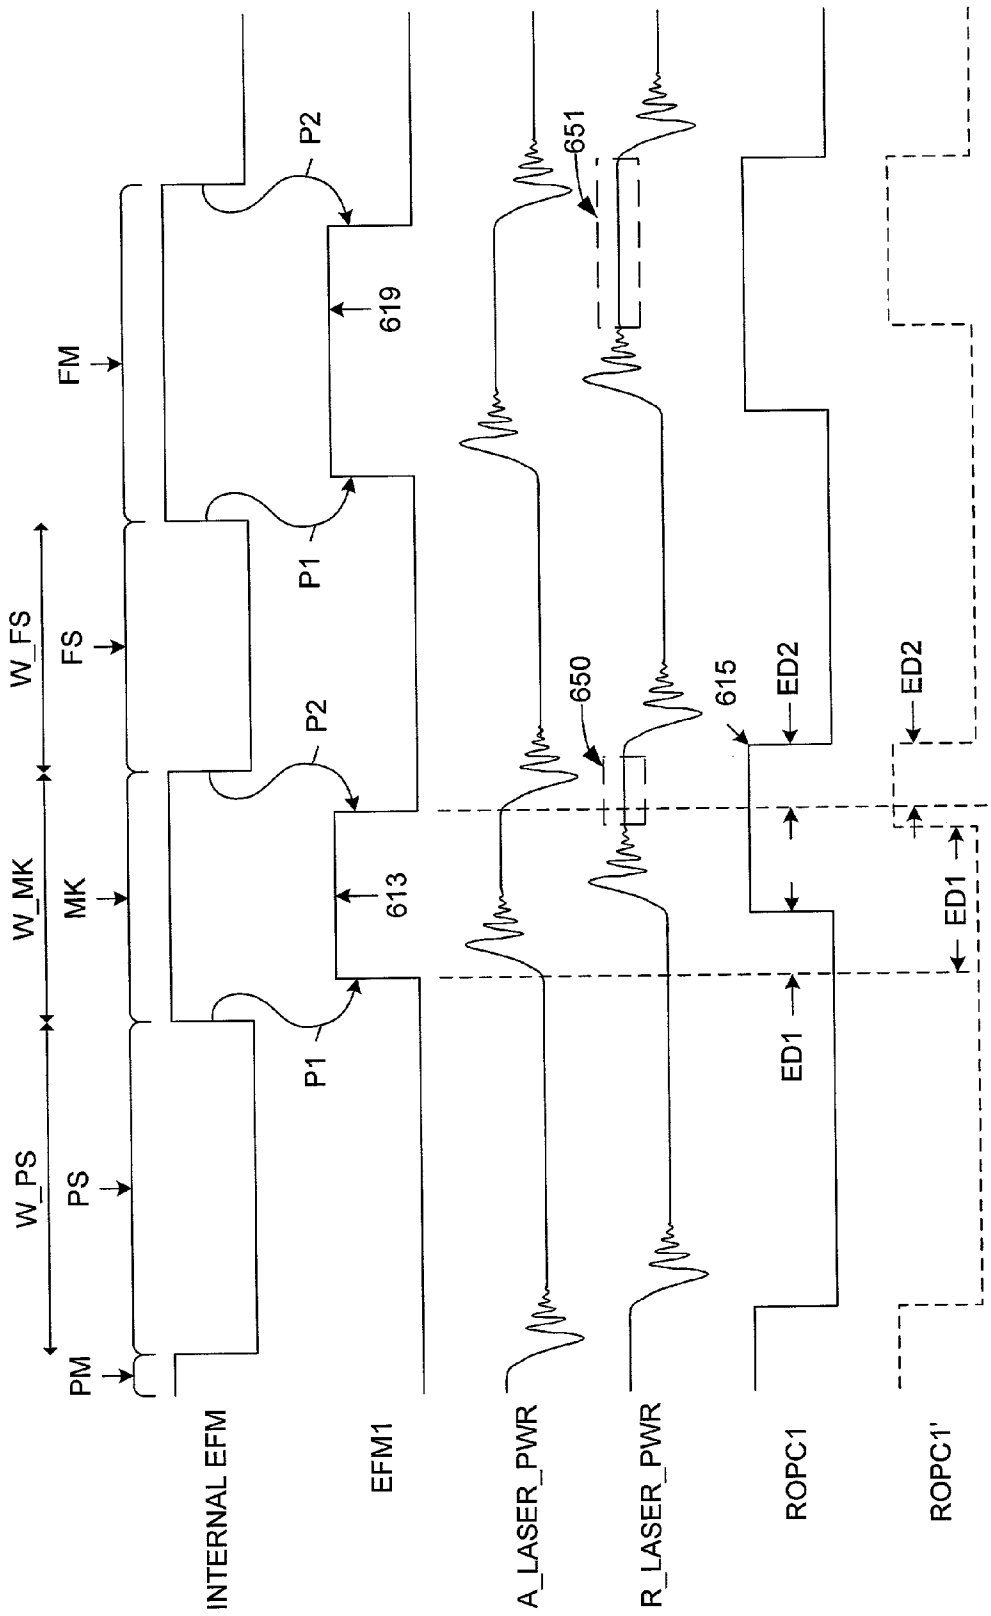 W_PS
W_MK
W_FS
PM
PS
MK
FS
FM
INTERNAL EFM
P1
P2
P1
P2
EFM1
613
619
A_LASER_PWR
R_LASER_PWR
650
651
ROPC1
615
ED1
ED2
ROPC1'
ED1
ED2